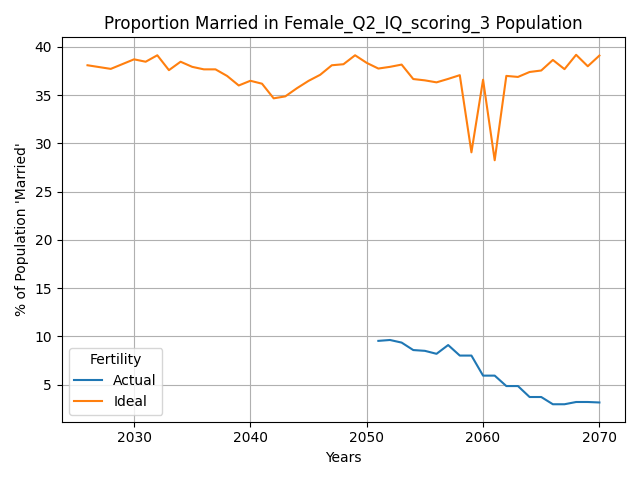 Proportion Married in Female_Q2_IQ_scoring_3 Population
% of Population 'Married'
40
35
30
25
20
15
10
5
Fertility
Actual
Ideal
2030 2040 2050 2060 2070
Years